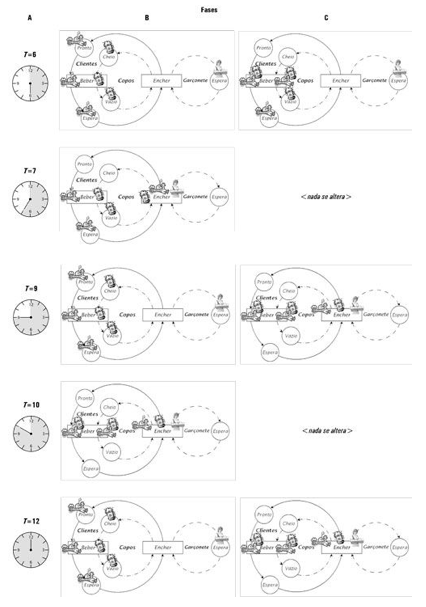 Fases
A B C
T=6
Pronto
Cheio
Clientes
Beber
Copos
Encher
Garçonete
Espera
Vazio
Espera
Pronto
Cheio
Clientes
Beber
Copos
Encher
Garçonete
Espera
Vazio
Espera
T=7
Pronto
Cheio
Clientes
Beber
Copos
Encher
Garçonete
Espera
Vazio
Espera
<nada se altera>
T=9
Pronto
Cheio
Clientes
Beber
Copos
Encher
Garçonete
Espera
Vazio
Espera
Pronto
Cheio
Clientes
Beber
Copos
Encher
Garçonete
Espera
Vazio
Espera
T=10
Pronto
Cheio
Clientes
Beber
Copos
Encher
Garçonete
Espera
Vazio
Espera
<nada se altera>
T=12
Pronto
Cheio
Clientes
Beber
Copos
Encher
Garçonete
Espera
Vazio
Espera
Pronto
Cheio
Clientes
Beber
Copos
Encher
Garçonete
Espera
Vazio
Espera